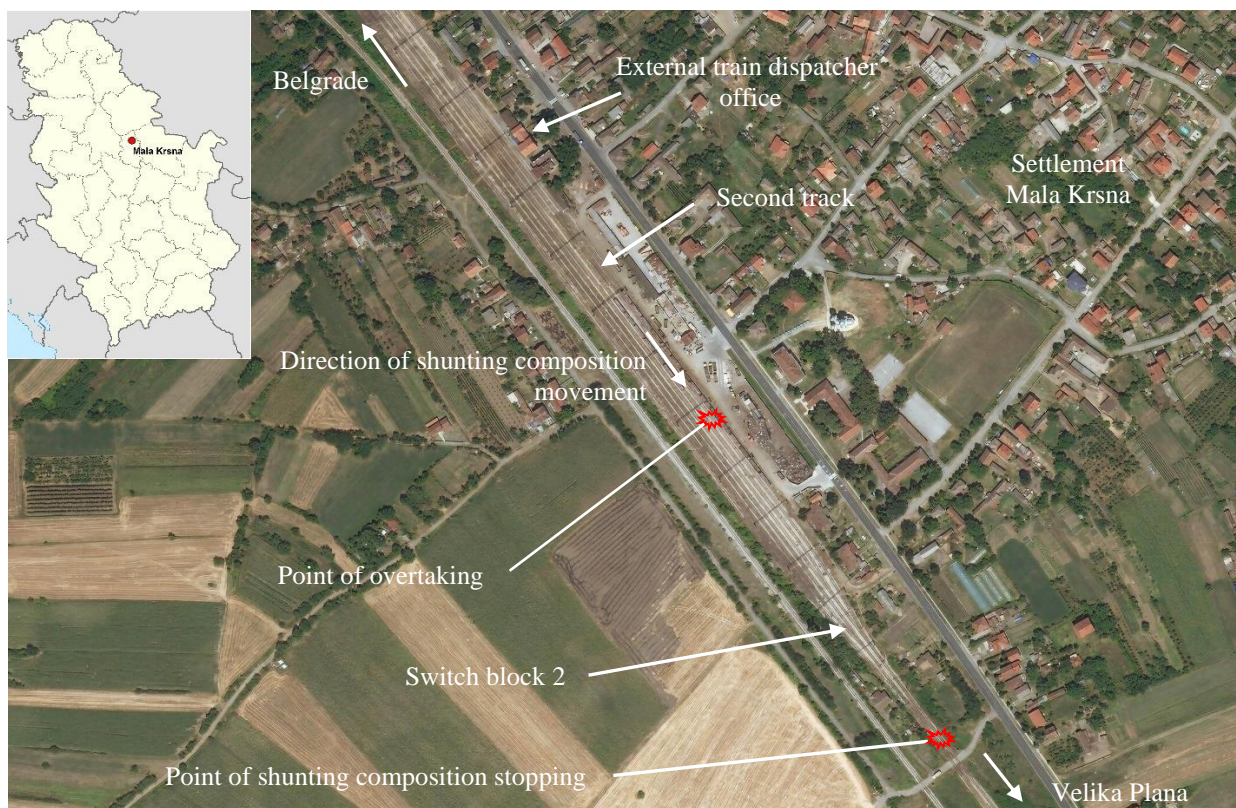 Mala Krsna
Belgrade
External train dispatcher
office
Settlement
Mala Krsna
Second track
Direction of shunting composition
movement
Point of overtaking
Switch block 2
Point of shunting composition stopping
Velika Plana